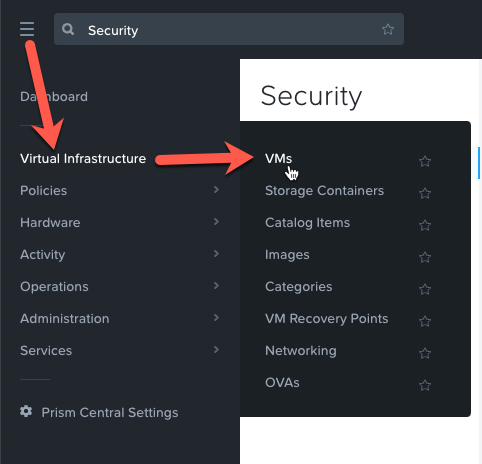 Security
Dashboard
Security
Virtual Infrastructure
Policies
Hardware
Activity
Operations
Administration
Services
Prism Central Settings
VMs
Storage Containers
Catalog Items
Images
Categories
VM Recovery Points
Networking
OVAs